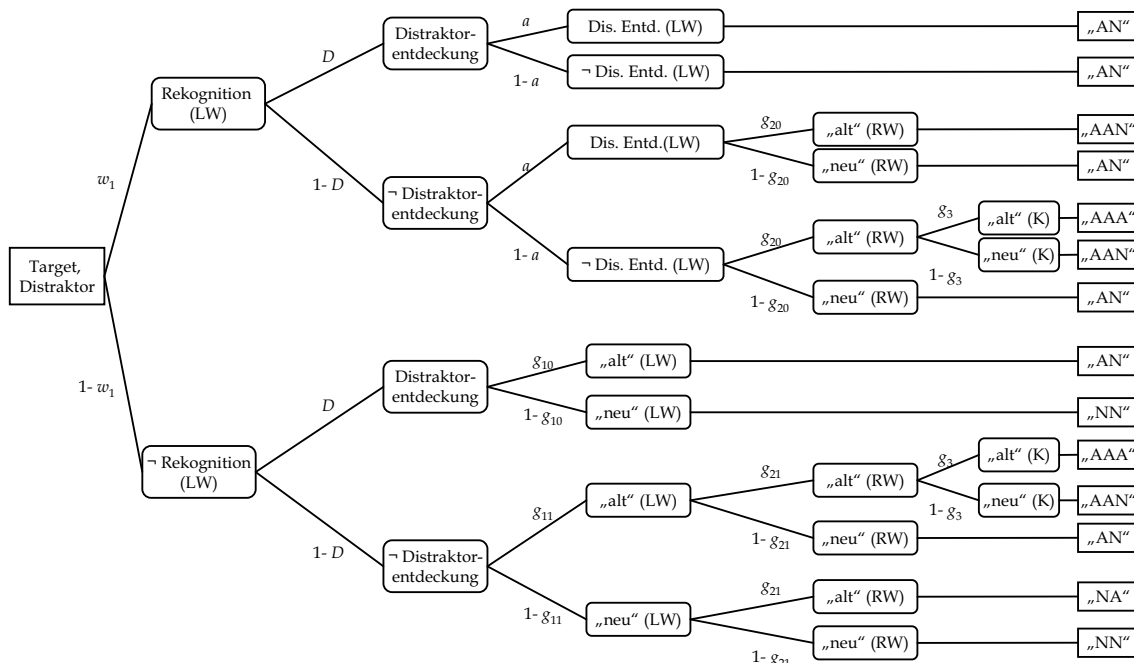 a
Dis. Entd. (LW)
„AN“
Distraktor-
entdeckung
D
1- a
¬ Dis. Entd. (LW)
„AN“
Rekognition
(LW)
g20
„alt“ (RW)
„AAN“
Dis. Entd.(LW)
a
1- g20
„neu“ (RW)
„AN“
w1
1- D
¬ Distraktor-
entdeckung
g3
„alt“ (K)
„AAA“
g20
„alt“ (RW)
1- a
¬ Dis. Entd. (LW)
„neu“ (K)
„AAN“
1- g3
Target,
Distraktor
1- g20
„neu“ (RW)
„AN“
g10
„alt“ (LW)
„AN“
1- w1
Distraktor-
entdeckung
D
1- g10
„neu“ (LW)
„NN“
¬ Rekognition
(LW)
g3
„alt“ (K)
„AAA“
g21
„alt“ (RW)
g11
„alt“ (LW)
1- g3
„neu“ (K)
„AAN“
1- g21
„neu“ (RW)
„AN“
1- D
¬ Distraktor-
entdeckung
g21
„alt“ (RW)
„NA“
1- g11
„neu“ (LW)
1- g21
„neu“ (RW)
„NN“